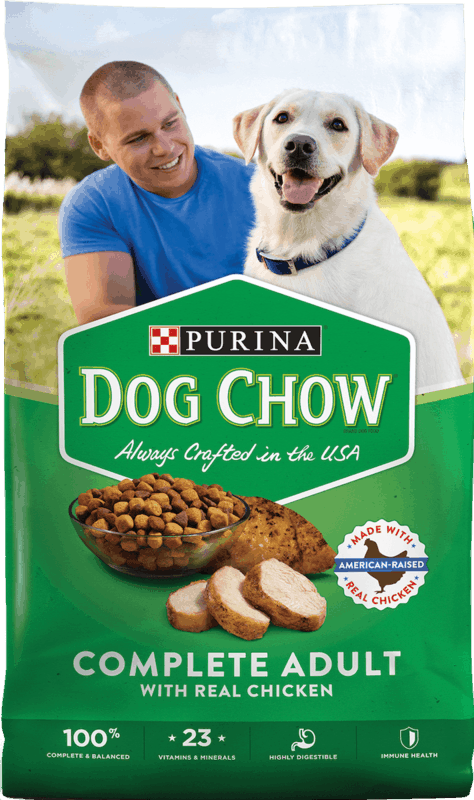 PURINA
DOG CHOW
Always Crafted in the USA
MADE WITH
AMERICAN-RAISED
REAL CHICKEN
COMPLETE ADULT
WITH REAL CHICKEN
100% ★ 23 ★
COMPLETE & BALANCED VITAMINS & MINERALS HIGHLY DIGESTIBLE IMMUNE HEALTH